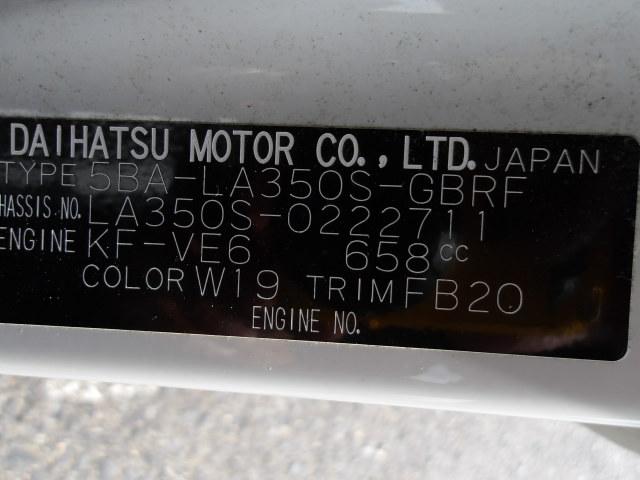 DAIHATSU MOTOR CO., LTD. JAPAN
TYPE 5BA-LA350S-GBRF
CHASSIS NO. LA350S-0222711
ENGINE KF-VE6 658cc
COLOR W19 TRIM FB20
ENGINE NO.